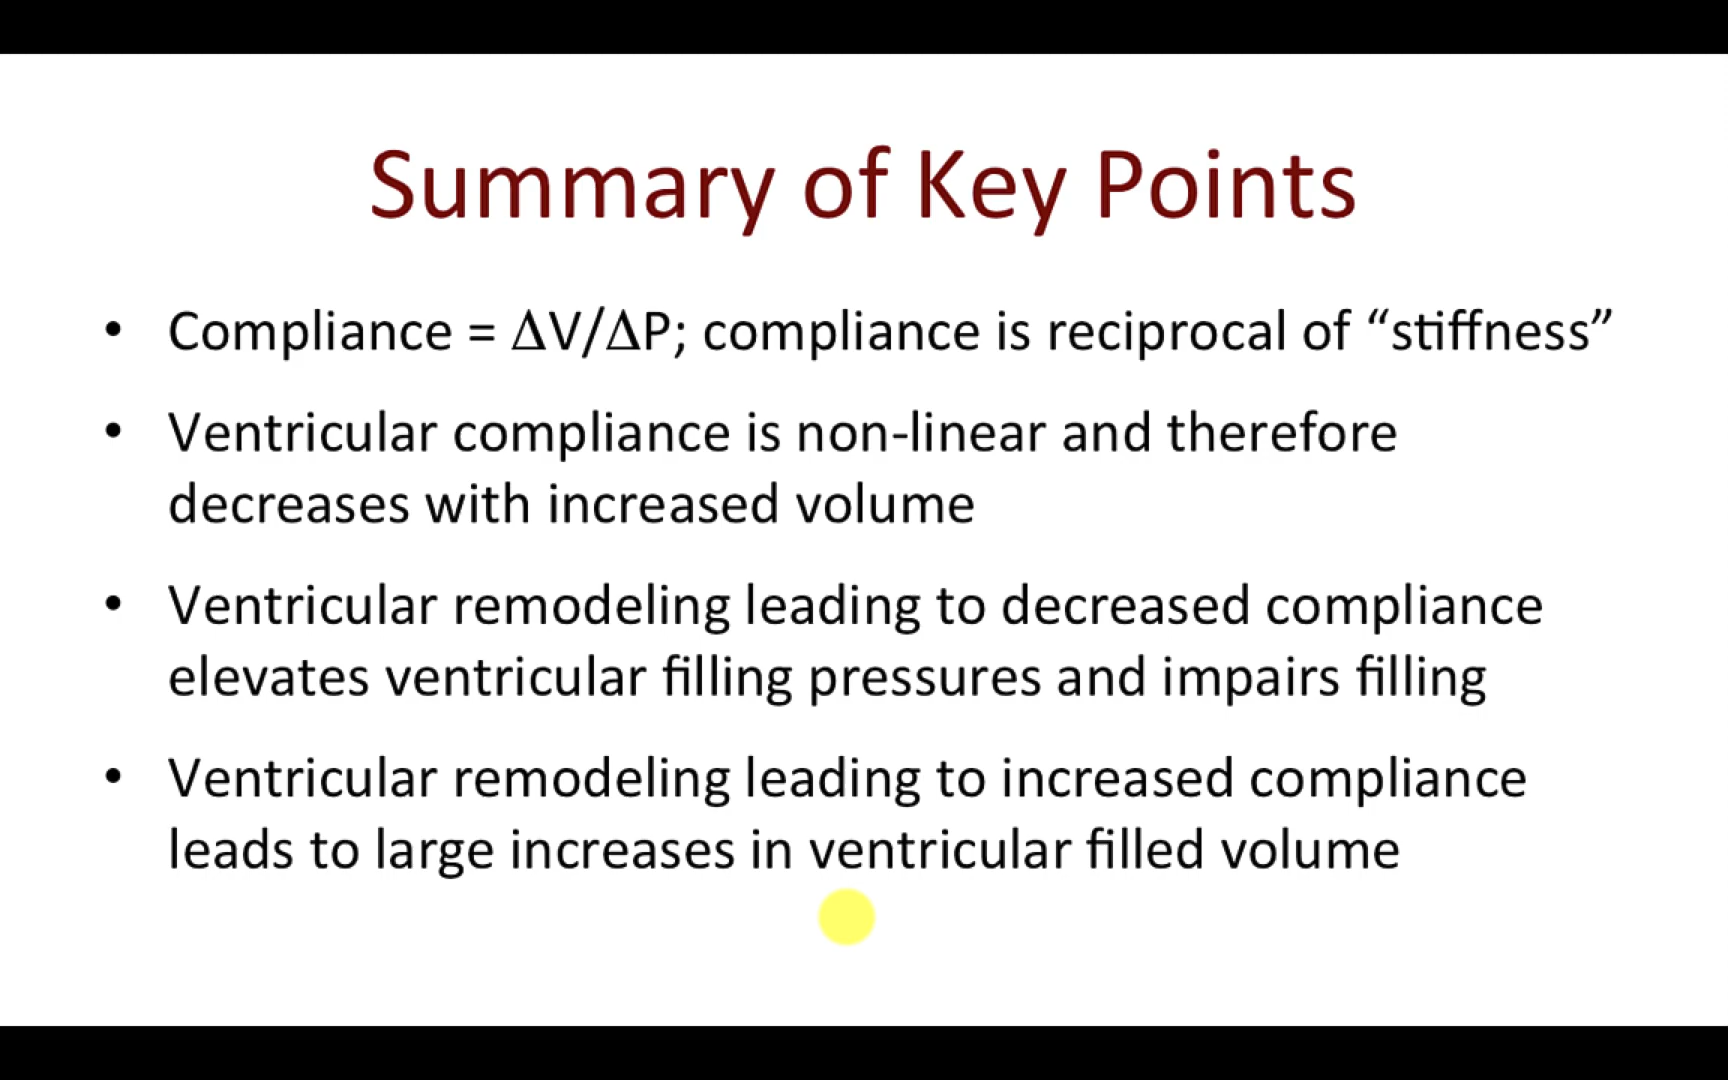 Summary of Key Points
• Compliance = ΔV/ΔP; compliance is reciprocal of “stiffness”
• Ventricular compliance is non-linear and therefore
decreases with increased volume
• Ventricular remodeling leading to decreased compliance
elevates ventricular filling pressures and impairs filling
• Ventricular remodeling leading to increased compliance
leads to large increases in ventricular filled volume